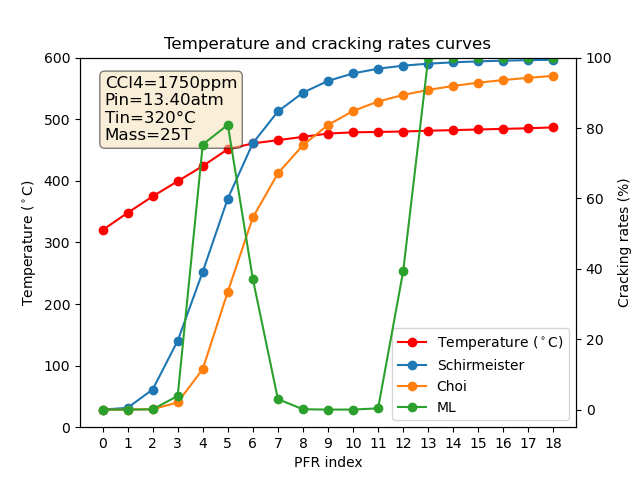 Temperature and cracking rates curves
CCl4=1750ppm
Pin=13.40atm
Tin=320°C
Mass=25T
600
500
400
300
200
100
0
Temperature (°C)
100
80
60
40
20
0
Cracking rates (%)
Temperature (°C)
Schirmeister
Choi
ML
0 1 2 3 4 5 6 7 8 9 10 11 12 13 14 15 16 17 18
PFR index